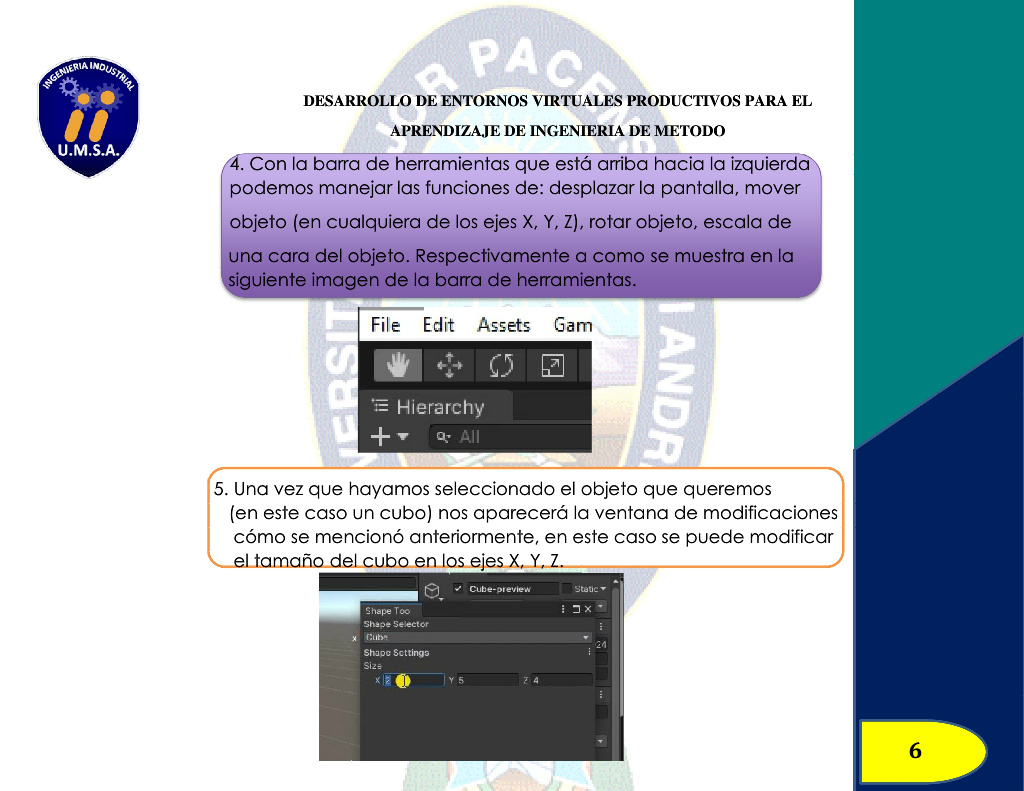 INGENIERIA INDUSTRIAL
U.M.S.A.
DESARROLLO DE ENTORNOS VIRTUALES PRODUCTIVOS PARA EL
APRENDIZAJE DE INGENIERIA DE METODO
4. Con la barra de herramientas que está arriba hacia la izquierda
podemos manejar las funciones de: desplazar la pantalla, mover
objeto (en cualquiera de los ejes X, Y, Z), rotar objeto, escala de
una cara del objeto. Respectivamente a como se muestra en la
siguiente imagen de la barra de herramientas.
File Edit Assets Gam
Hierarchy
All
5. Una vez que hayamos seleccionado el objeto que queremos
(en este caso un cubo) nos aparecerá la ventana de modificaciones
cómo se mencionó anteriormente, en este caso se puede modificar
el tamaño del cubo en los ejes X, Y, Z.
Cube-preview Static
Shape Too
Shape Selector
x
Cube
24
Shape Settings
Size
X 2 Y 5 Z 4
6